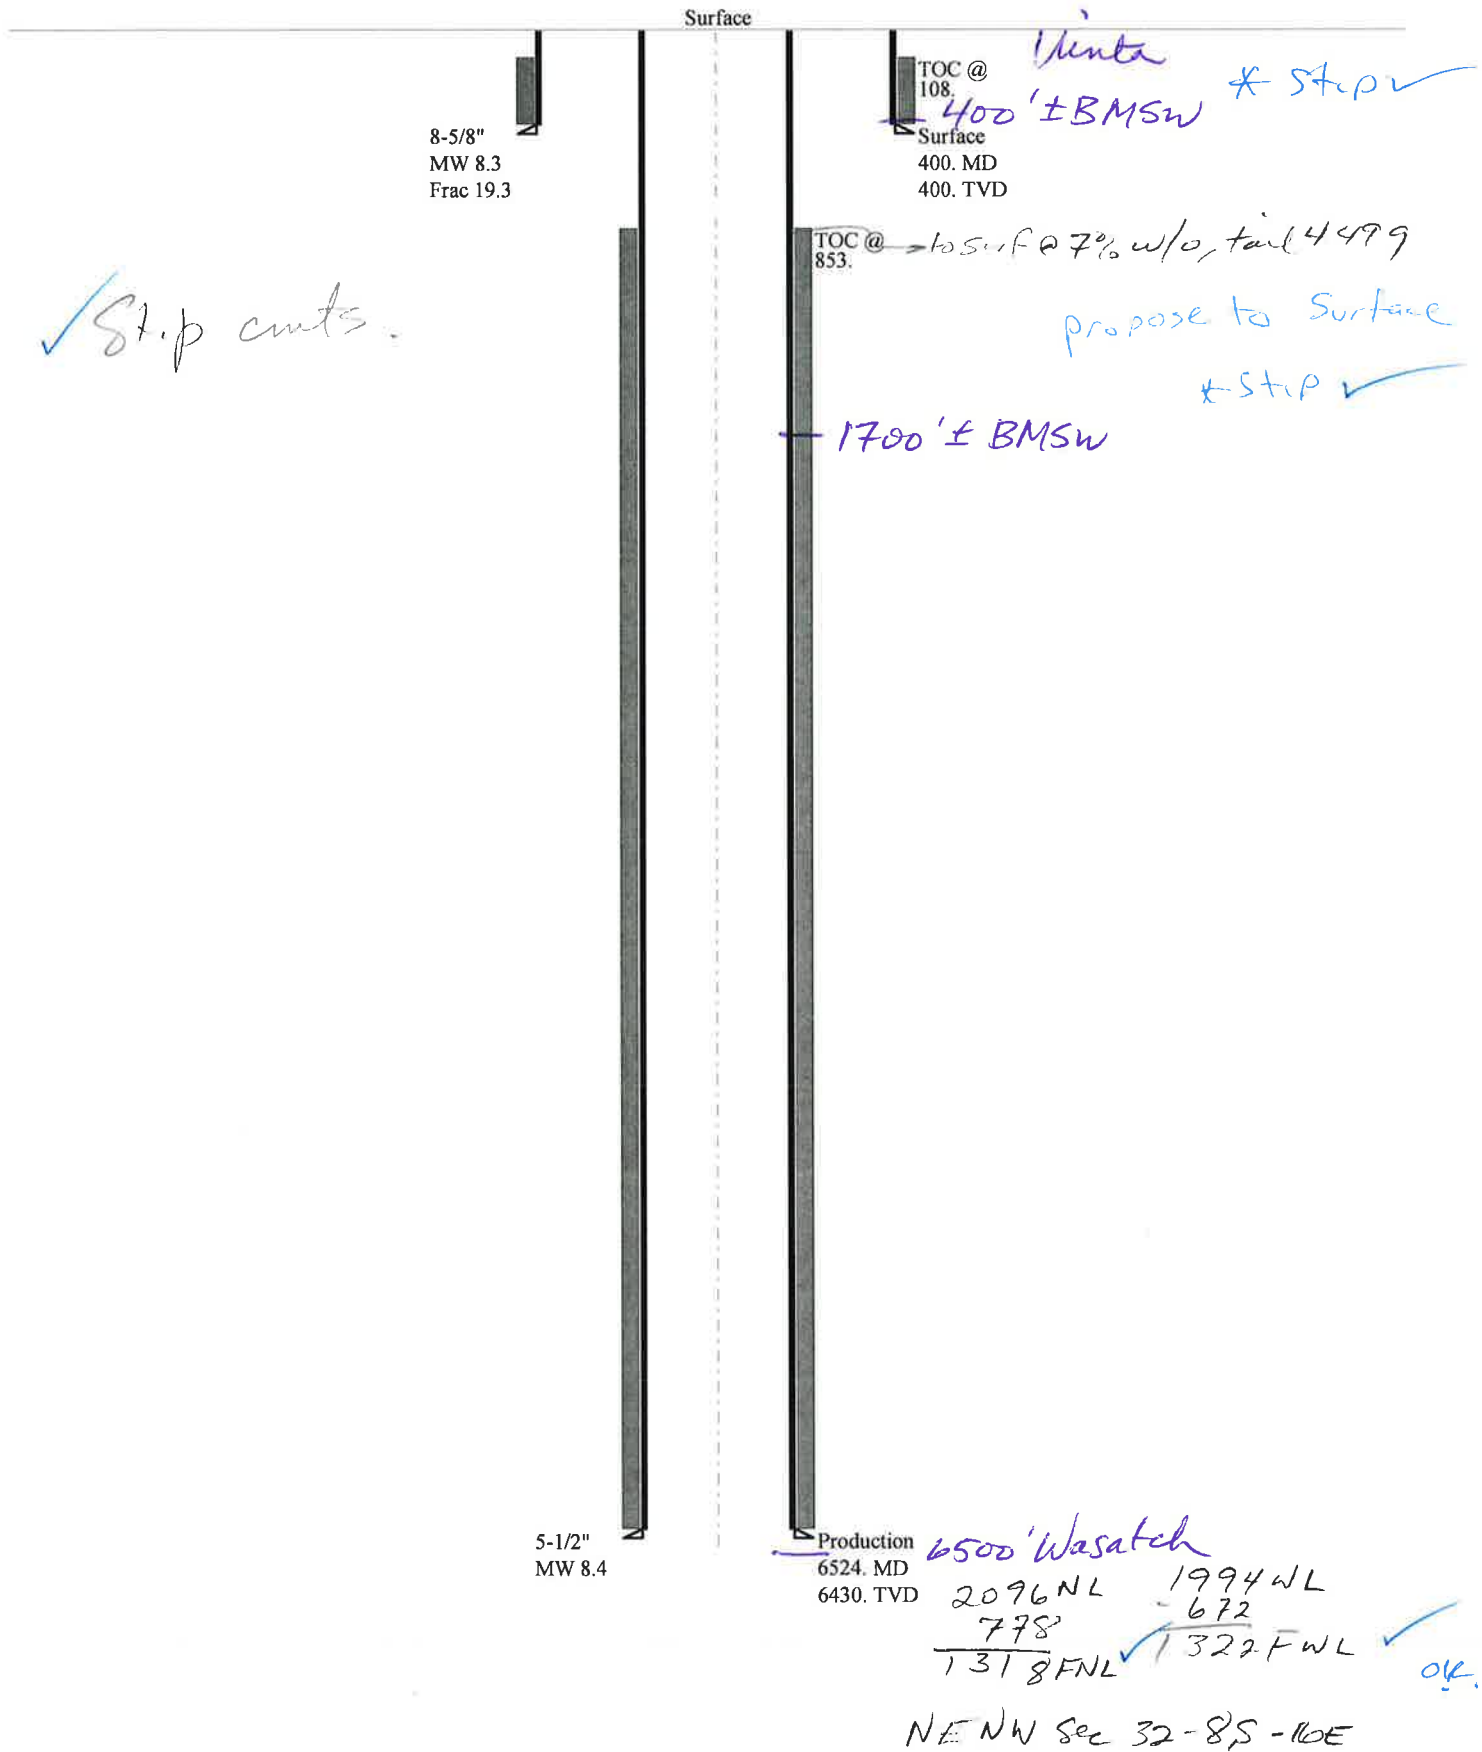 Surface
Uinta
TOC @
108.
* Stip ✓
400' ± BMSW
8-5/8"
MW 8.3
Frac 19.3
Surface
400. MD
400. TVD
TOC @
853.
→ to surf @ 7% w/o, tail 4499
✓ Stip cmts.
propose to Surface
* Stip ✓
1700' ± BMSW
5-1/2"
MW 8.4
Production
6524. MD
6430. TVD
6500' Wasatch
2096 NL
778
1318 FNL ✓
1994 WL
- 672
1322 FWL ✓
OK.
NE NW Sec 32-8S-16E